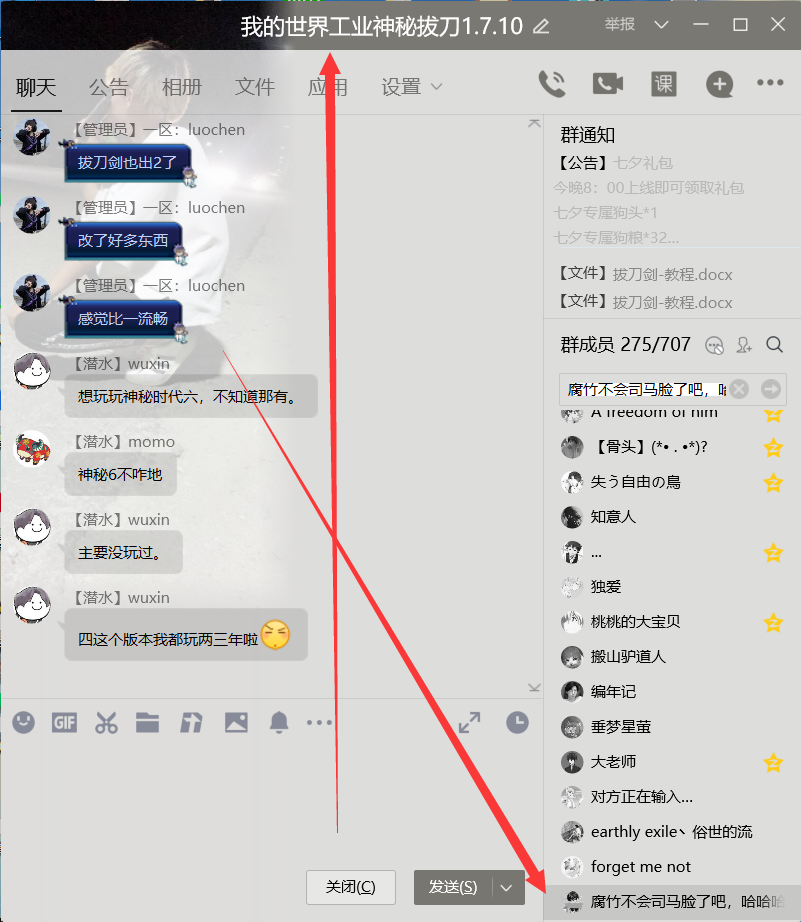 我的世界工业神秘拔刀1.7.10
举报
聊天 公告 相册 文件 应用 设置
课
【管理员】一区：luochen
拔刀剑也出2了
【管理员】一区：luochen
改了好多东西
【管理员】一区：luochen
感觉比一流畅
【潜水】wuxin
想玩玩神秘时代六，不知道那有。
【潜水】momo
神秘6不咋地
【潜水】wuxin
主要没玩过。
【潜水】wuxin
四这个版本我都玩两三年啦
GIF
关闭(C) 发送(S)
群通知
【公告】七夕礼包
今晚8：00上线即可领取礼包
七夕专属狗头*1
七夕专属狗粮*32...
【文件】拔刀剑-教程.docx
【文件】拔刀剑-教程.docx
群成员 275/707
腐竹不会司马脸了吧，哈
A freedom of him
【骨头】(*• . •*)?
失う自由の鳥
知意人
...
独爱
桃桃的大宝贝
搬山驴道人
编年记
垂梦星萤
大老师
对方正在输入...
earthly exile丶俗世的流
forget me not
腐竹不会司马脸了吧，哈哈哈